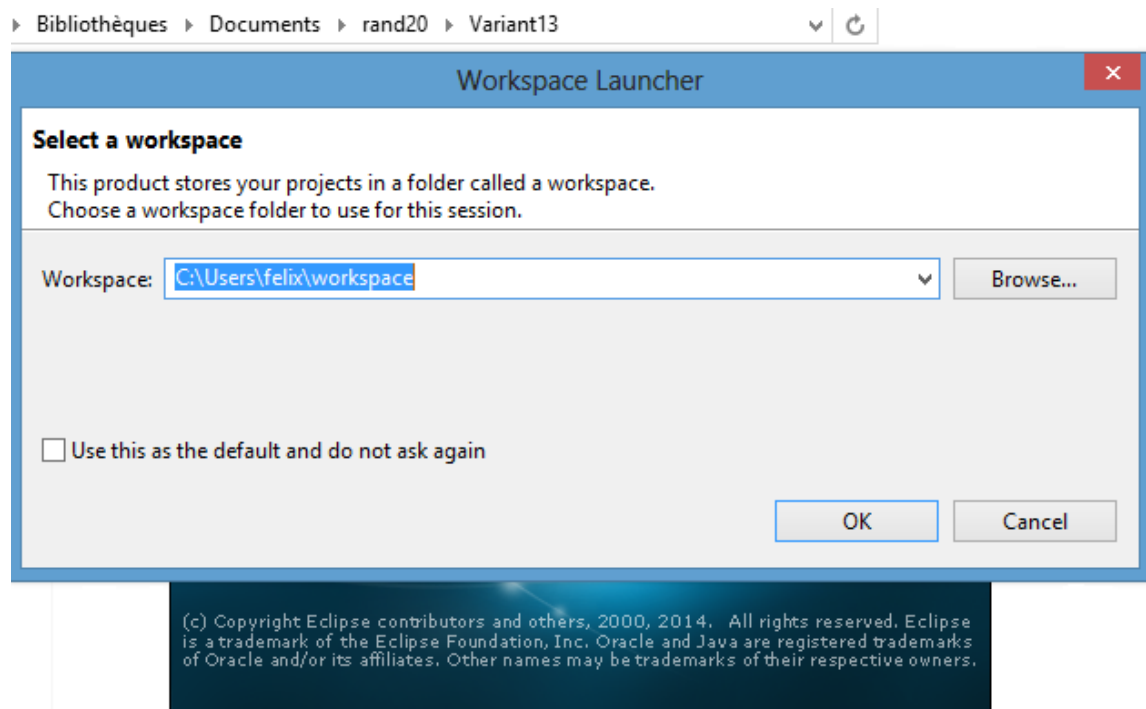 Bibliothèques Documents rand20 Variant13
Workspace Launcher
Select a workspace
This product stores your projects in a folder called a workspace.
Choose a workspace folder to use for this session.
Workspace: C:\Users\felix\workspace Browse...
Use this as the default and do not ask again
OK Cancel
(c) Copyright Eclipse contributors and others, 2000, 2014. All rights reserved. Eclipse
is a trademark of the Eclipse Foundation, Inc. Oracle and Java are registered trademarks
of Oracle and/or its affiliates. Other names may be trademarks of their respective owners.